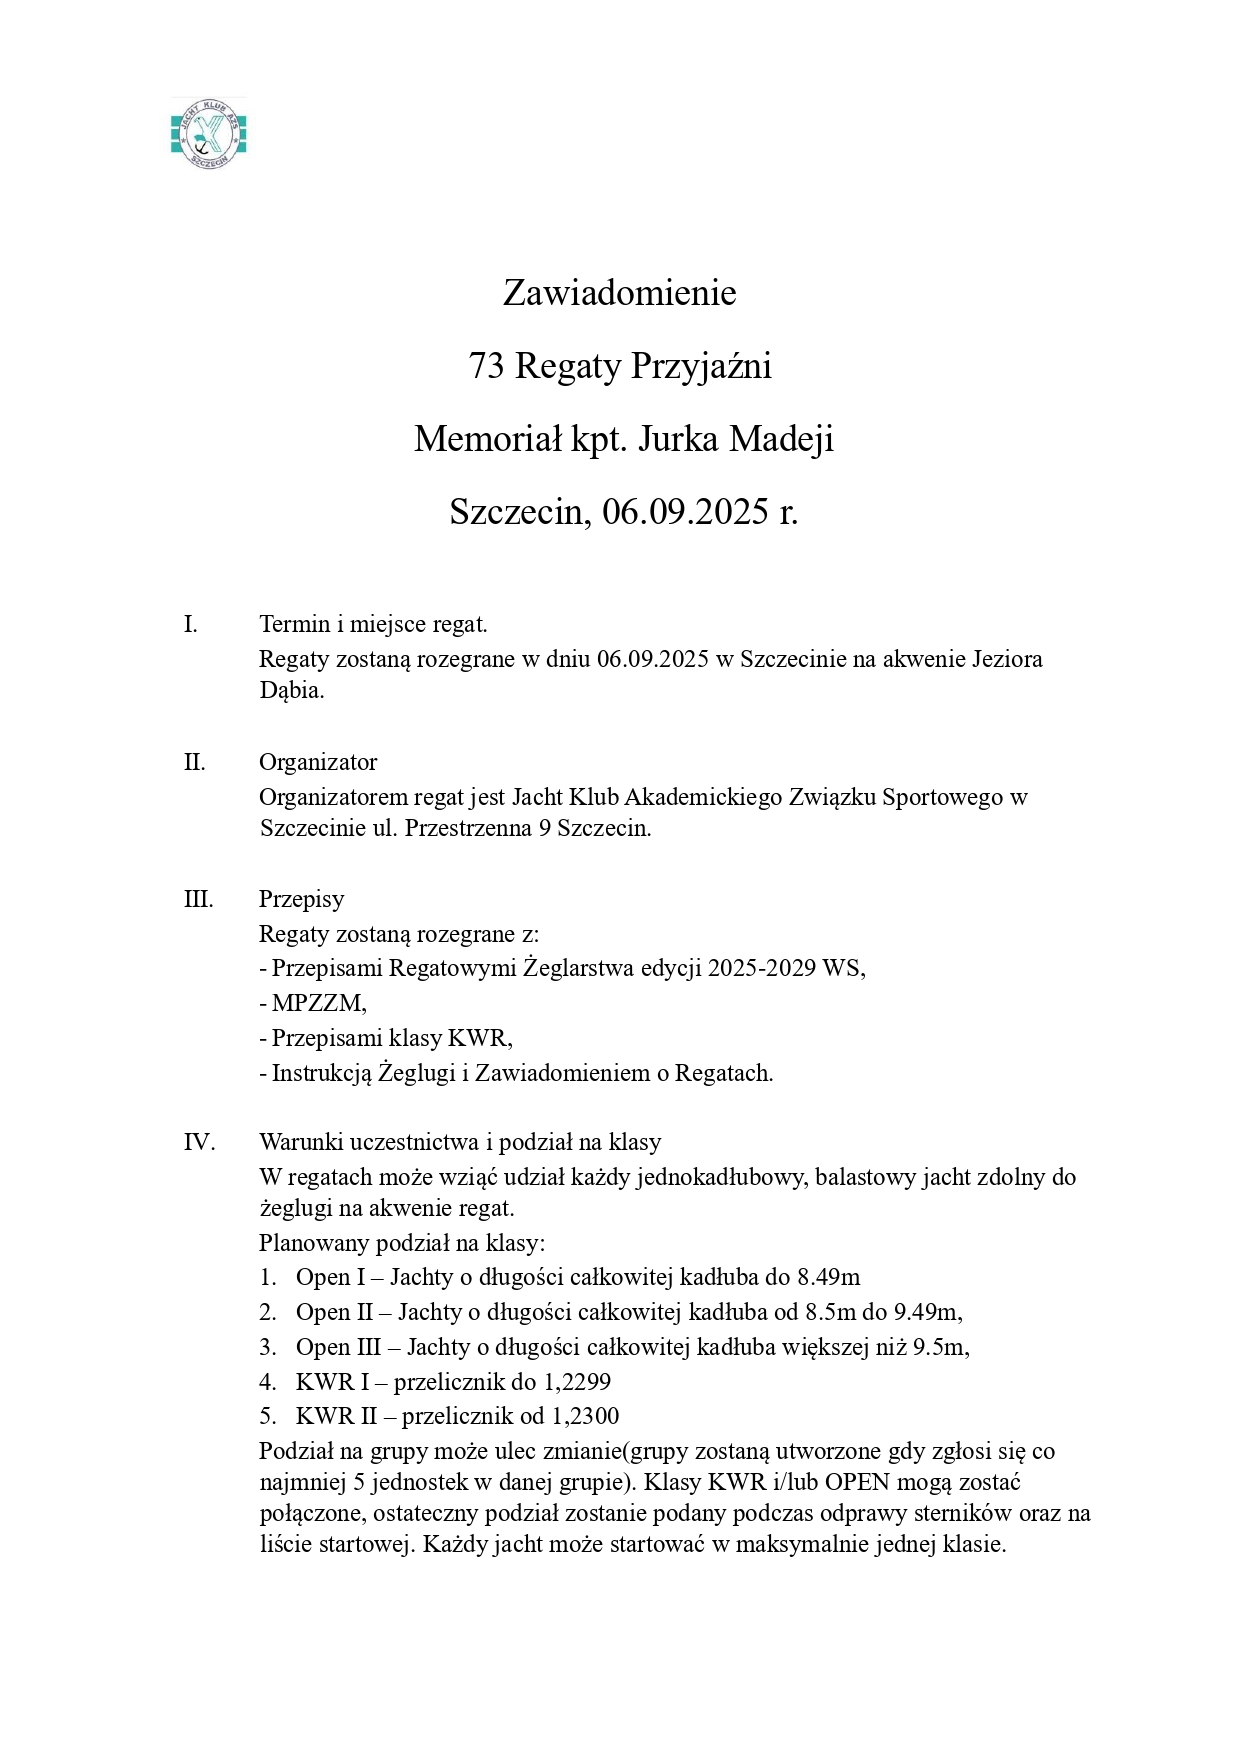 JACHT KLUB AZS
SZCZECIN
Zawiadomienie
73 Regaty Przyjaźni
Memoriał kpt. Jurka Madeji
Szczecin, 06.09.2025 r.
I. Termin i miejsce regat.
Regaty zostaną rozegrane w dniu 06.09.2025 w Szczecinie na akwenie Jeziora
Dąbia.
II. Organizator
Organizatorem regat jest Jacht Klub Akademickiego Związku Sportowego w
Szczecinie ul. Przestrzenna 9 Szczecin.
III. Przepisy
Regaty zostaną rozegrane z:
- Przepisami Regatowymi Żeglarstwa edycji 2025-2029 WS,
- MPZZM,
- Przepisami klasy KWR,
- Instrukcją Żeglugi i Zawiadomieniem o Regatach.
IV. Warunki uczestnictwa i podział na klasy
W regatach może wziąć udział każdy jednokadłubowy, balastowy jacht zdolny do
żeglugi na akwenie regat.
Planowany podział na klasy:
1. Open I – Jachty o długości całkowitej kadłuba do 8.49m
2. Open II – Jachty o długości całkowitej kadłuba od 8.5m do 9.49m,
3. Open III – Jachty o długości całkowitej kadłuba większej niż 9.5m,
4. KWR I – przelicznik do 1,2299
5. KWR II – przelicznik od 1,2300
Podział na grupy może ulec zmianie(grupy zostaną utworzone gdy zgłosi się co
najmniej 5 jednostek w danej grupie). Klasy KWR i/lub OPEN mogą zostać
połączone, ostateczny podział zostanie podany podczas odprawy sterników oraz na
liście startowej. Każdy jacht może startować w maksymalnie jednej klasie.